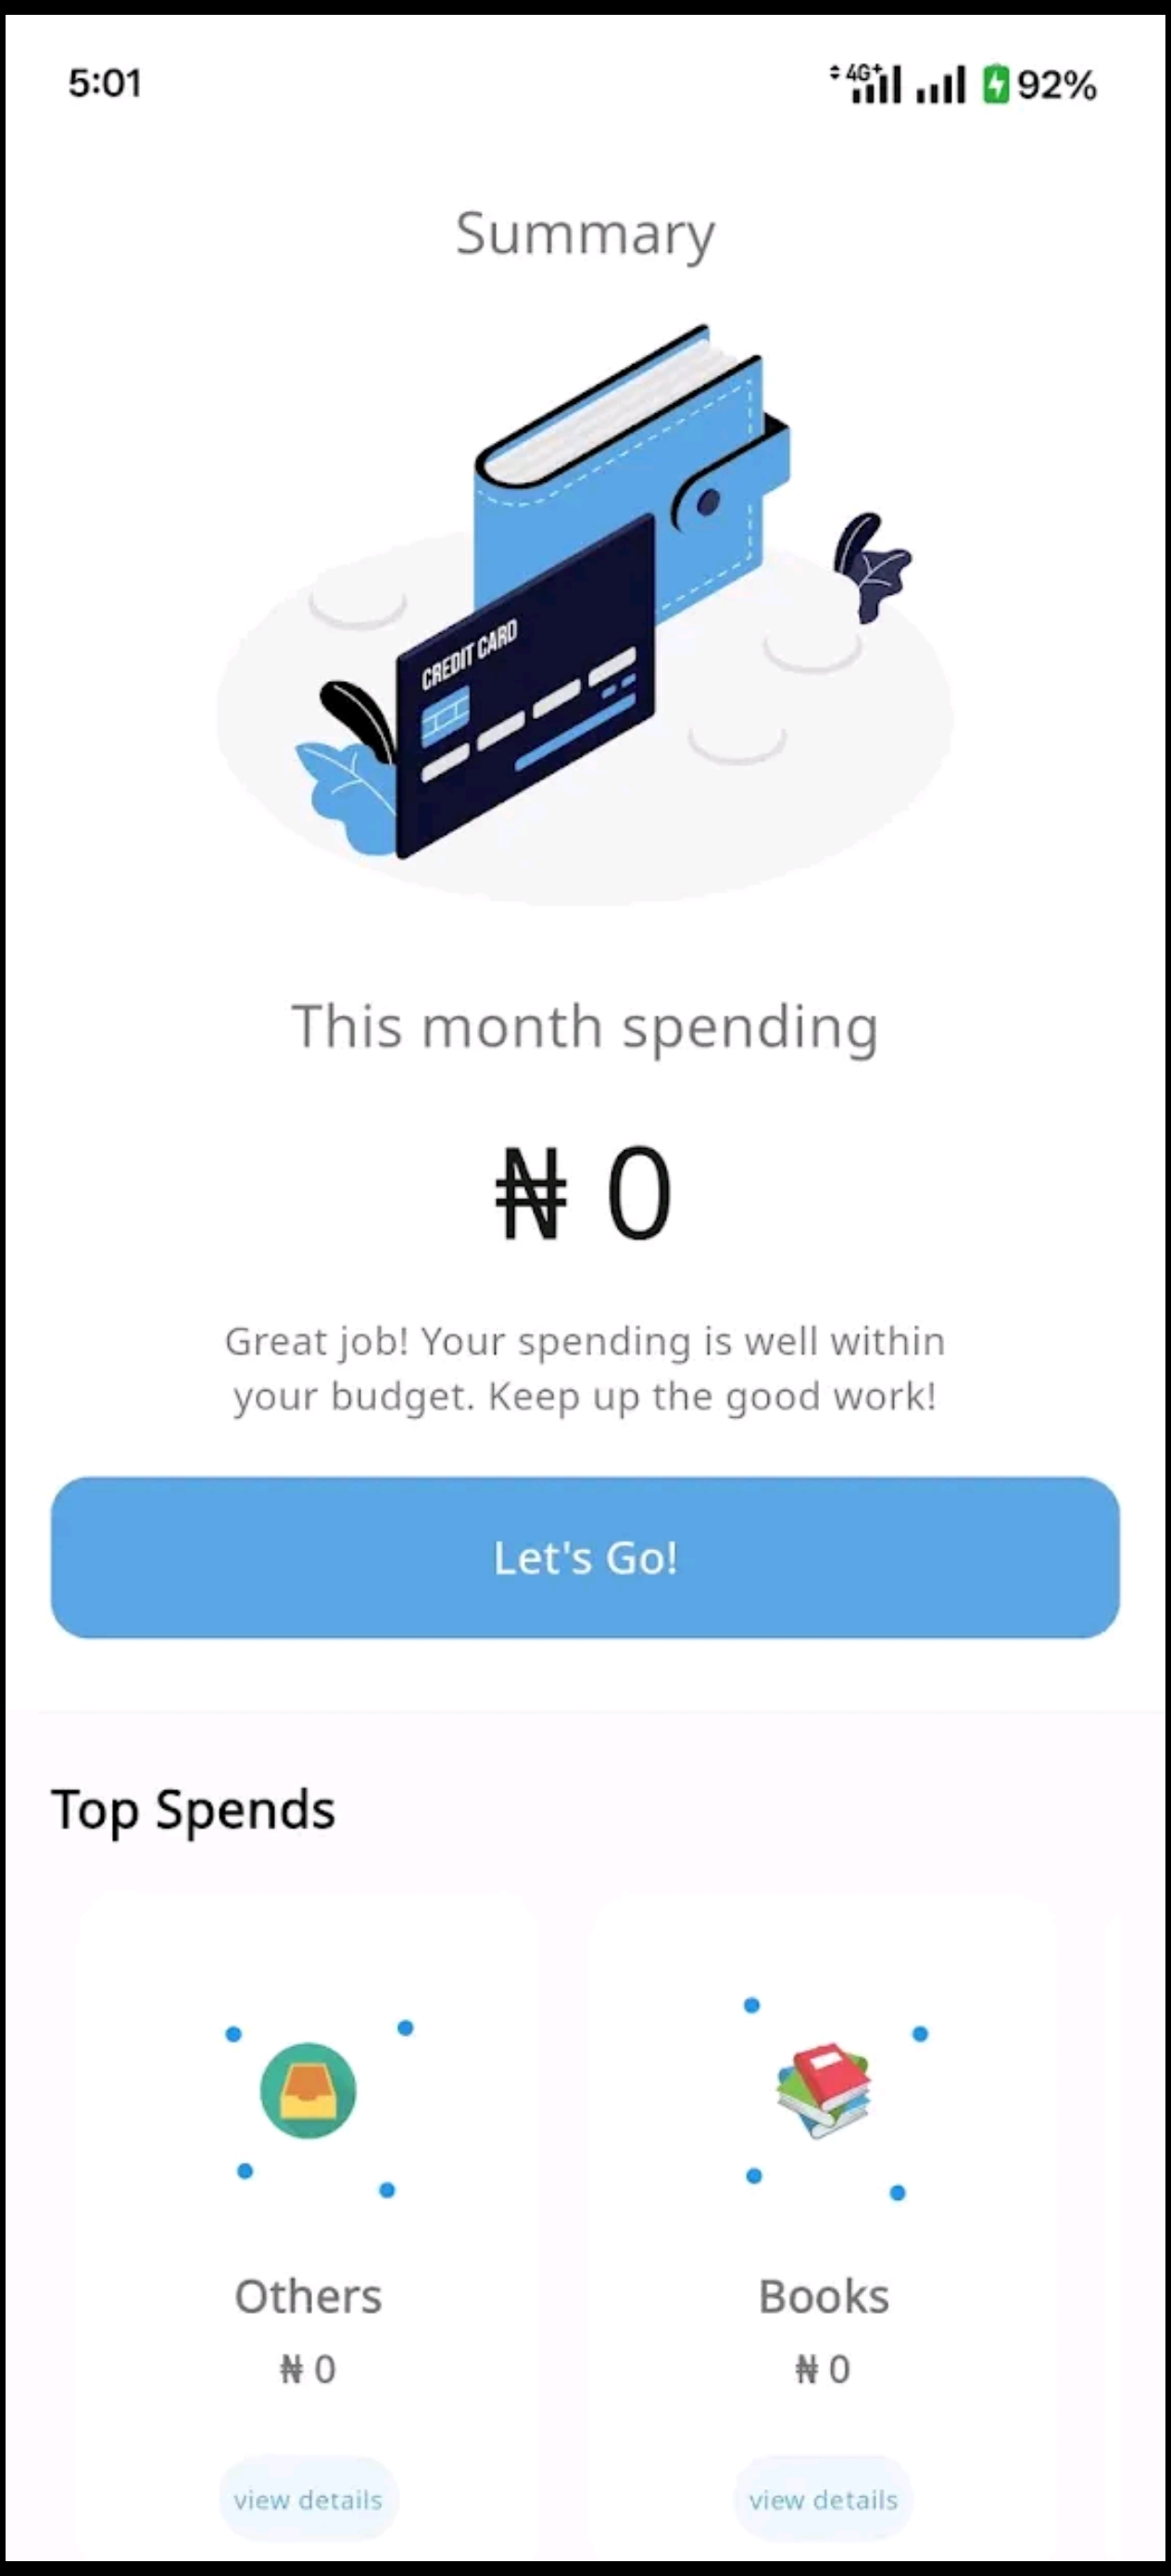 5:01
4G+
92%
Summary
CREDIT CARD
This month spending
₦ 0
Great job! Your spending is well within
your budget. Keep up the good work!
Let's Go!
Top Spends
Others
₦ 0
view details
Books
₦ 0
view details